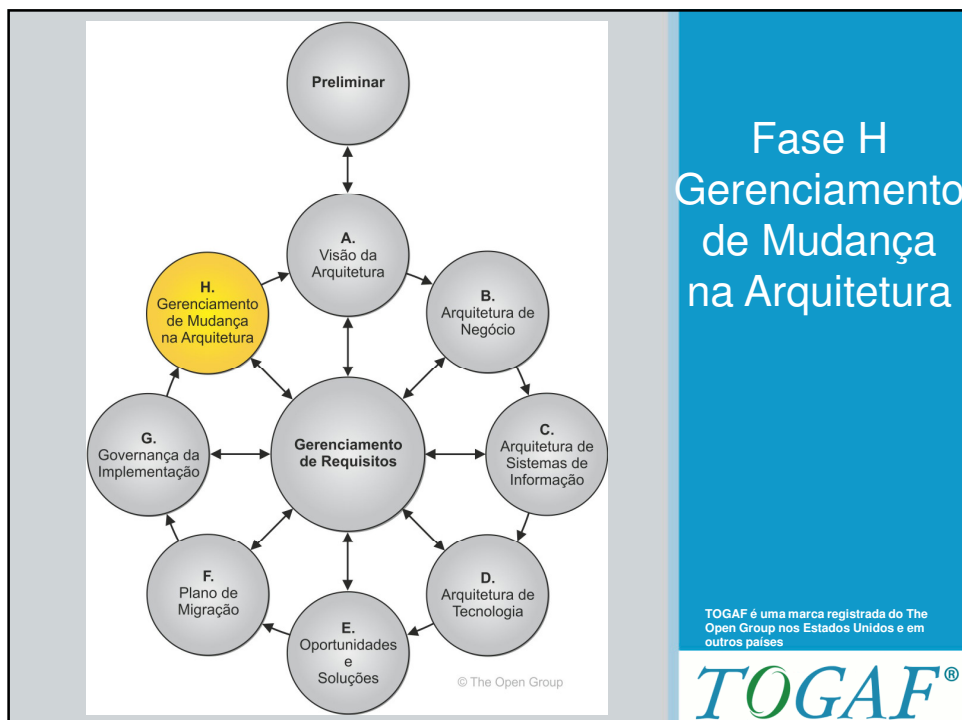 Preliminar
A.
Visão da
Arquitetura
H.
Gerenciamento
de Mudança
na Arquitetura
B.
Arquitetura de
Negócio
Gerenciamento
de Requisitos
G.
Governança da
Implementação
C.
Arquitetura de
Sistemas de
Informação
F.
Plano de
Migração
D.
Arquitetura de
Tecnologia
E.
Oportunidades
e
Soluções
© The Open Group
Fase H
Gerenciamento
de Mudança
na Arquitetura
TOGAF é uma marca registrada do The
Open Group nos Estados Unidos e em
outros países
TOGAF®